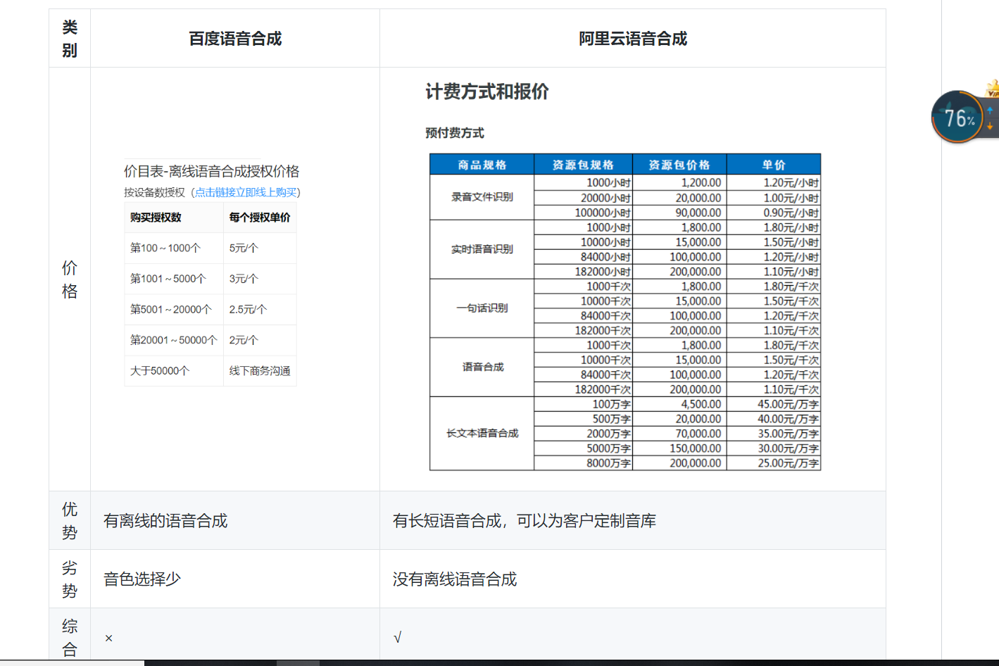 类别
百度语音合成
阿里云语音合成
价格
价目表-离线语音合成授权价格
按设备数授权（点击链接立即线上购买）
购买授权数 每个授权单价
第100～1000个 5元/个
第1001～5000个 3元/个
第5001～20000个 2.5元/个
第20001～50000个 2元/个
大于50000个 线下商务沟通
计费方式和报价
预付费方式
商品规格 资源包规格 资源包价格 单价
录音文件识别
1000小时 1,200.00 1.20元/小时
20000小时 20,000.00 1.00元/小时
100000小时 90,000.00 0.90元/小时
实时语音识别
1000小时 1,800.00 1.80元/小时
10000小时 15,000.00 1.50元/小时
84000小时 100,000.00 1.20元/小时
182000小时 200,000.00 1.10元/小时
一句话识别
1000千次 1,800.00 1.80元/千次
10000千次 15,000.00 1.50元/千次
84000千次 100,000.00 1.20元/千次
182000千次 200,000.00 1.10元/千次
语音合成
1000千次 1,800.00 1.80元/千次
10000千次 15,000.00 1.50元/千次
84000千次 100,000.00 1.20元/千次
182000千次 200,000.00 1.10元/千次
长文本语音合成
100万字 4,500.00 45.00元/万字
500万字 20,000.00 40.00元/万字
2000万字 70,000.00 35.00元/万字
5000万字 150,000.00 30.00元/万字
8000万字 200,000.00 25.00元/万字
优势
有离线的语音合成
有长短语音合成，可以为客户定制音库
劣势
音色选择少
没有离线语音合成
综合
×
√
VIP
76%